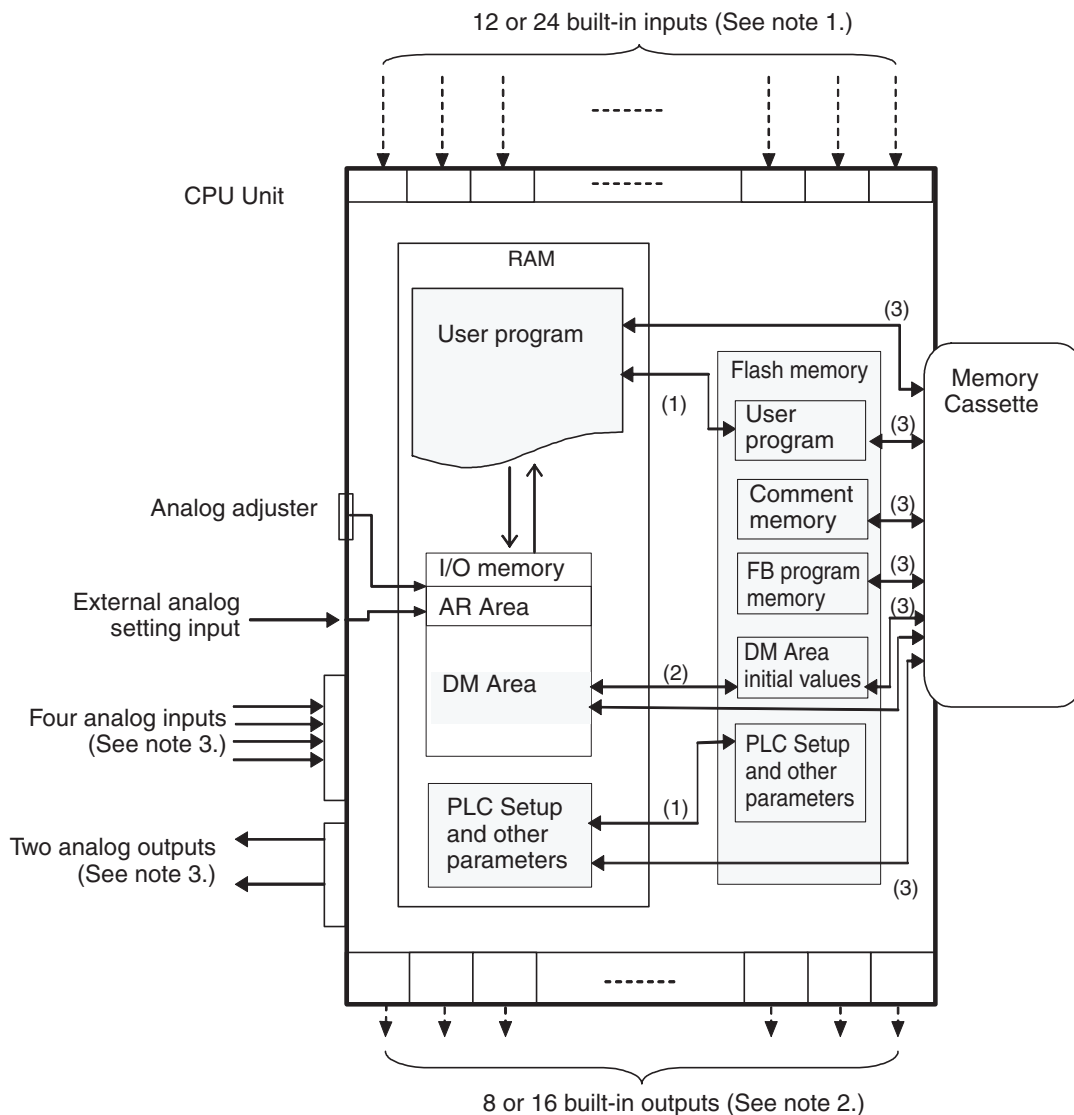 12 or 24 built-in inputs (See note 1.)
CPU Unit
RAM
User program
(3)
(1)
Flash memory
User
program
(3)
Comment
memory
(3)
FB program
memory
(3)
(3)
DM Area
initial values
PLC Setup
and other
parameters
Memory
Cassette
Analog adjuster
External analog
setting input
I/O memory
AR Area
DM Area
(2)
Four analog inputs
(See note 3.)
PLC Setup
and other
parameters
(1)
(3)
Two analog outputs
(See note 3.)
8 or 16 built-in outputs (See note 2.)